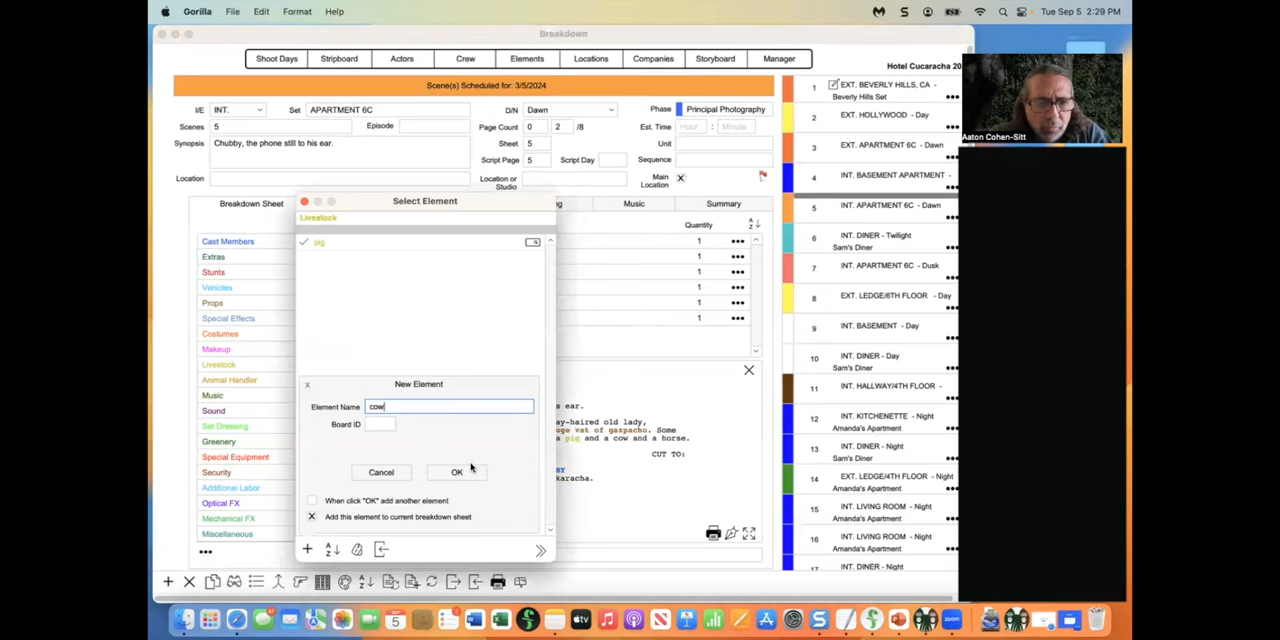 Gorilla File Edit Format Help
Tue Sep 5 2:29 PM
Breakdown
Shoot Days Stripboard Actors Crew Elements Locations Companies Storyboard Manager
Hotel Cucaracha 20
Scene(s) Scheduled for: 3/5/2024
I/E INT. Set APARTMENT 6C D/N Dawn Phase Principal Photography
Scenes 5 Episode Page Count 0 2 /8 Est. Time Hour : Minute
Synopsis Chubby, the phone still to his ear. Sheet 5 Unit
Script Page 5 Script Day Sequence
Location Location or Studio Main Location X
Breakdown Sheet Music Summary
Quantity
Cast Members 1
Extras 1
Stunts 1
Vehicles 1
Props 1
Special Effects 1
Costumes
Makeup
Livestock
Animal Handler
Music
Sound
Set Dressing
Greenery
Special Equipment
Security
Additional Labor
Optical FX
Mechanical FX
Miscellaneous
Select Element
Livestock
pig
x New Element
Element Name cow
Board ID
Cancel OK
When click "OK" add another element
X Add this element to current breakdown sheet
s ear.
y-haired old lady,
uge vat of gazpacho. Some
a pig and a cow and a horse.
CUT TO:
BY
karacha.
1 EXT. BEVERLY HILLS, CA -
Beverly Hills Set
2 EXT. HOLLYWOOD - Day
3 EXT. APARTMENT 6C - Dawn
4 INT. BASEMENT APARTMENT -
5 INT. APARTMENT 6C - Dawn
6 INT. DINER - Twilight
Sam's Diner
7 INT. APARTMENT 6C - Dusk
8 EXT. LEDGE/6TH FLOOR - Day
9 INT. BASEMENT - Day
10 INT. DINER - Day
Sam's Diner
11 INT. HALLWAY/4TH FLOOR -
12 INT. KITCHENETTE - Night
Amanda's Apartment
13 INT. DINER - Night
Sam's Diner
14 EXT. LEDGE/4TH FLOOR - Night
Amanda's Apartment
15 INT. LIVING ROOM - Night
Amanda's Apartment
16 INT. LIVING ROOM - Night
Amanda's Apartment
17 INT. DINER - Night
Aaton Cohen-Sitt